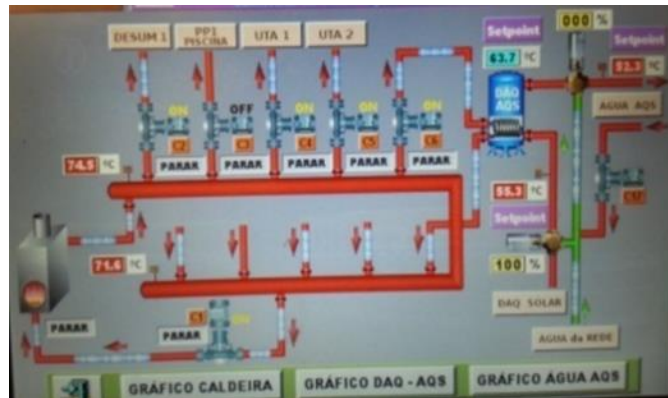 000 %
DESUM 1
PP1
PISCINA
UTA 1
UTA 2
Setpoint
63.7 °C
Setpoint
52.3 °C
DAQ
AQS
AGUA AQS
ON
OFF
ON
ON
ON
C2
C3
C4
C5
C6
PARAR
PARAR
PARAR
PARAR
PARAR
74.5 °C
55.3 °C
C17
Setpoint
A
71.6 °C
100 %
DAQ SOLAR
A
C1
ON
PARAR
PARAR
AGUA da REDE
GRÁFICO CALDEIRA
GRÁFICO DAQ - AQS
GRÁFICO ÁGUA AQS